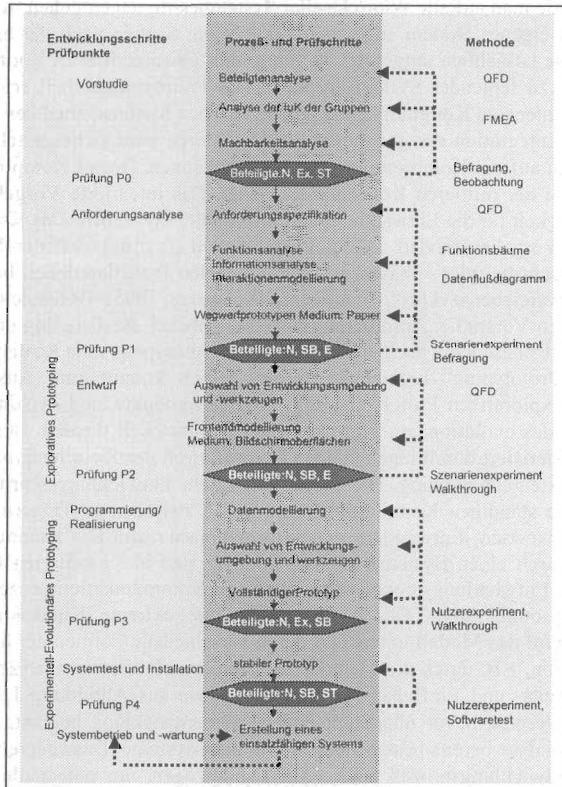 Entwicklungsschritte Prozeß- und Prüfschritte Methode
Prüfpunkte
Vorstudie Beteiligtenanalyse QFD
Analyse der IuK der Gruppen FMEA
Machbarkeitsanalyse
Prüfung P0 Beteiligte:N, Ex, ST Befragung,
Beobachtung
Anforderungsanalyse Anforderungsspezifikation QFD
Funktionsanalyse Funktionsbäume
Informationsanalyse
Interaktionenmodellierung Datenflußdiagramm
Wegwerfprototypen Medium: Papier
Prüfung P1 Beteiligte:N, SB, E Szenarienexperiment
Befragung
Entwurf Auswahl von Entwicklungsumgebung QFD
und -werkzeugen
Frontendmodellierung
Medium: Bildschirmoberflächen
Prüfung P2 Beteiligte:N, SB, E Szenarienexperiment
Walkthrough
Exploratives Prototyping
Programmierung/ Datenmodellierung
Realisierung
Auswahl von Entwicklungs-
umgebung und werkzeugen
VollständigerPrototyp
Prüfung P3 Beteiligte:N, Ex, SB Nutzerexperiment,
Walkthrough
Systemtest und Installation stabiler Prototyp
Prüfung P4 Beteiligte:N, SB, ST Nutzerexperiment,
Softwaretest
Systembetrieb und -wartung Erstellung eines
einsatzfähigen Systems
Experimentell-Evolutionäres Prototyping